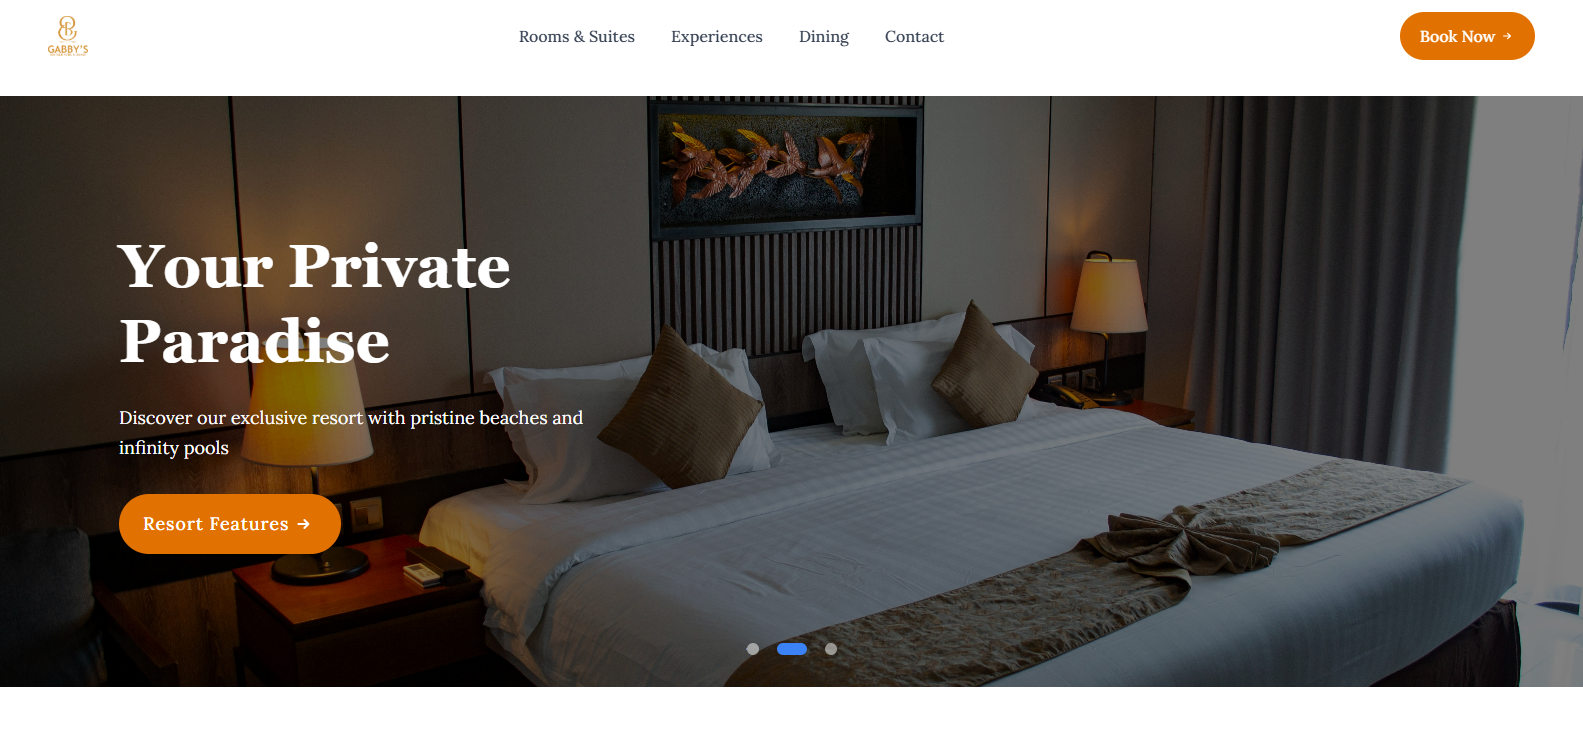 GABBY'S
Rooms & Suites
Experiences
Dining
Contact
Book Now →
Your Private
Paradise
Discover our exclusive resort with pristine beaches and
infinity pools
Resort Features →